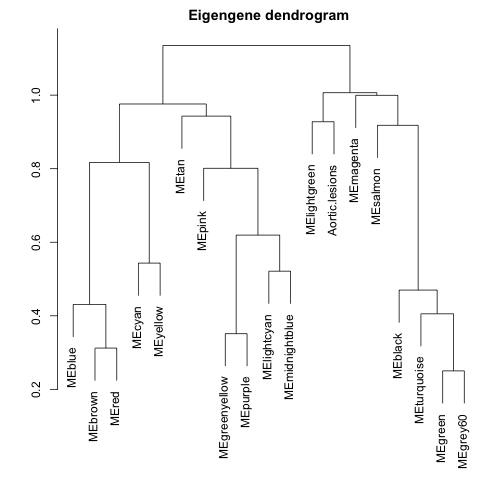 Eigengene dendrogram
1.0
0.8
0.6
0.4
0.2
MEblue
MEbrown
MEred
MEcyan
MEyellow
MEtan
MEpink
MEgreenyellow
MEpurple
MElightcyan
MEmidnightblue
MElightgreen
Aortic.lesions
MEmagenta
MEsalmon
MEblack
MEturquoise
MEgreen
MEgrey60